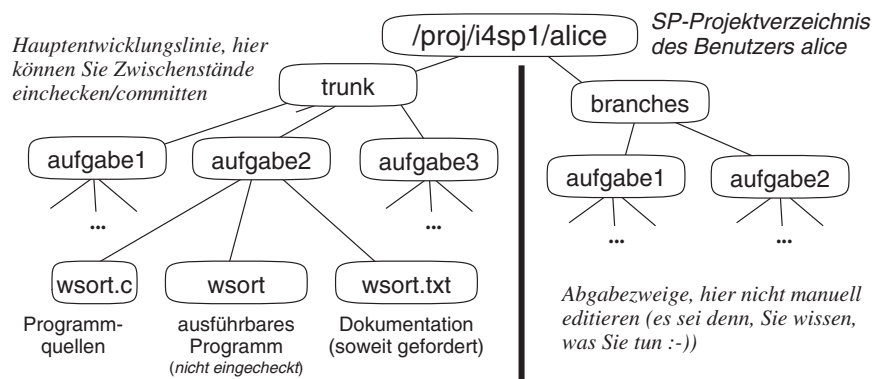 /proj/i4sp1/alice
SP-Projektverzeichnis
des Benutzers alice
Hauptentwicklungslinie, hier
können Sie Zwischenstände
einchecken/committen
trunk
branches
aufgabe1
aufgabe2
aufgabe3
aufgabe1
aufgabe2
...
...
...
...
wsort.c
wsort
wsort.txt
Programm-
quellen
ausführbares
Programm
(nicht eingecheckt)
Dokumentation
(soweit gefordert)
Abgabezweige, hier nicht manuell
editieren (es sei denn, Sie wissen,
was Sie tun :-))